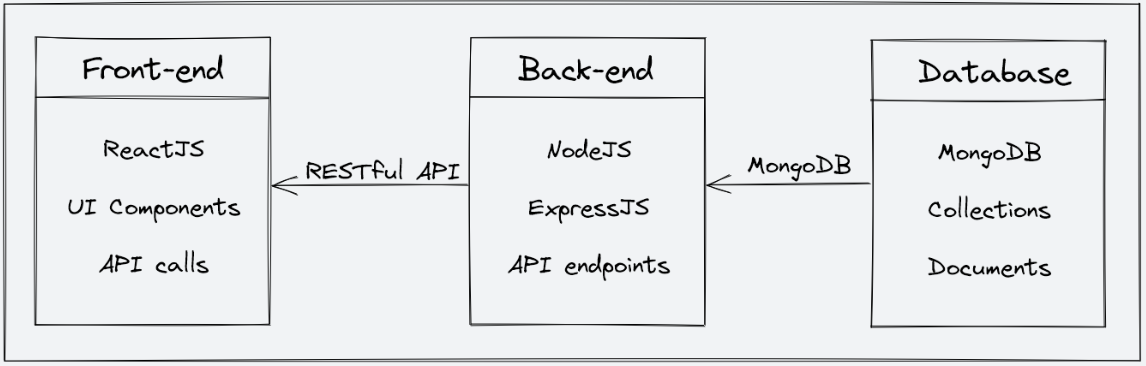 Front-end
ReactJS
UI Components
API calls
RESTful API
Back-end
NodeJS
ExpressJS
API endpoints
MongoDB
Database
MongoDB
Collections
Documents